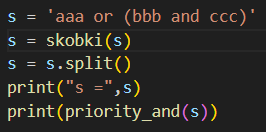 s = 'aaa or (bbb and ccc)'
s = skobki(s)
s = s.split()
print("s =",s)
print(priority_and(s))